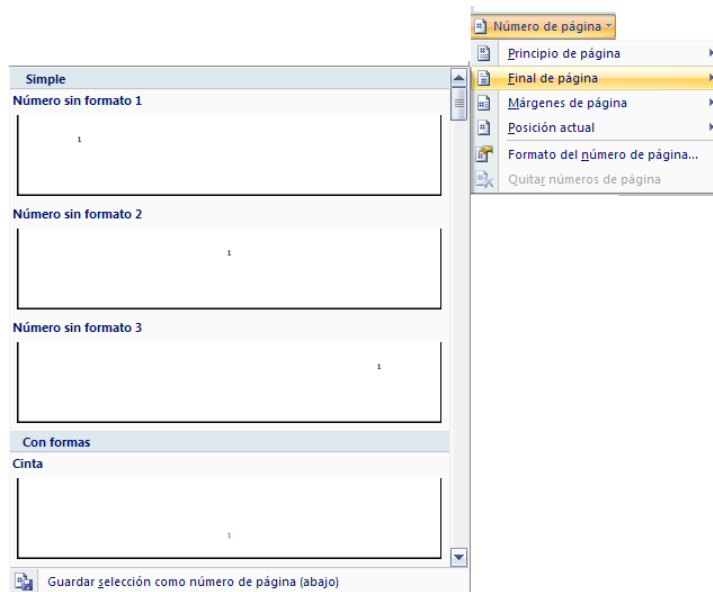 Número de página
Principio de página
Final de página
Márgenes de página
Posición actual
Formato del número de página...
Quitar números de página
Simple
Número sin formato 1
1
Número sin formato 2
1
Número sin formato 3
1
Con formas
Cinta
1
Guardar selección como número de página (abajo)